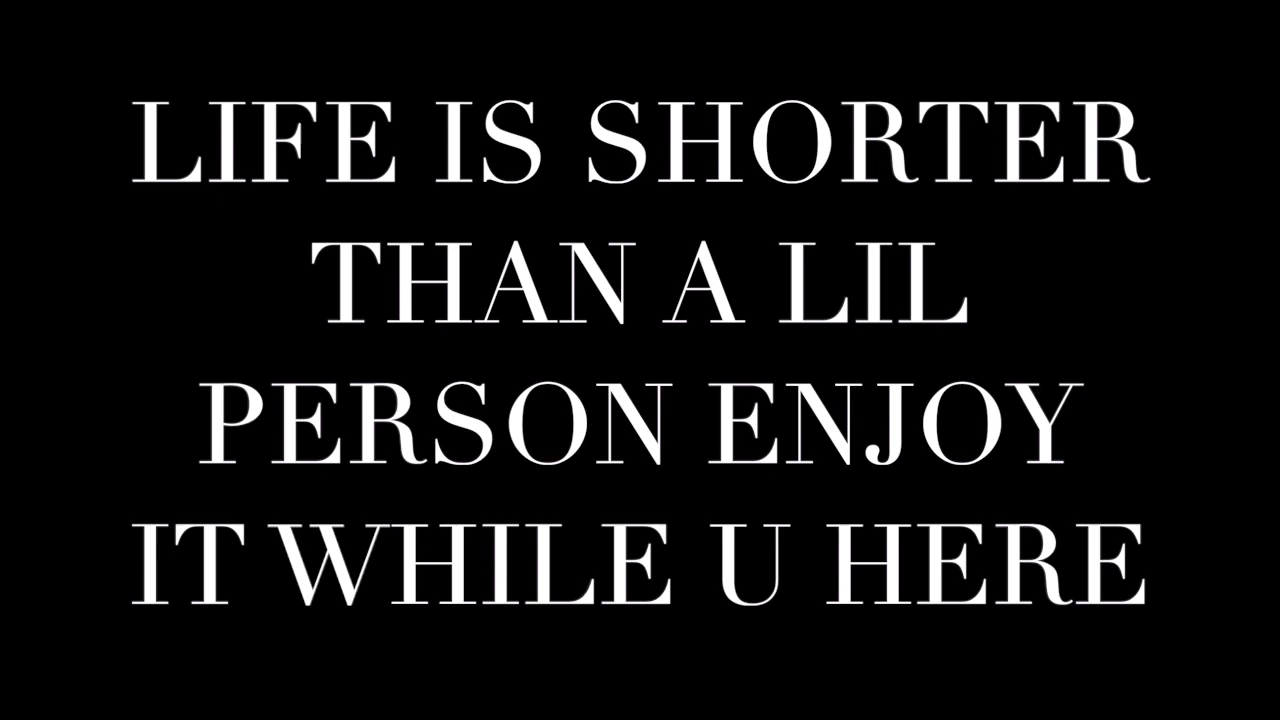 LIFE IS SHORTER
THAN A LIL
PERSON ENJOY
IT WHILE U HERE